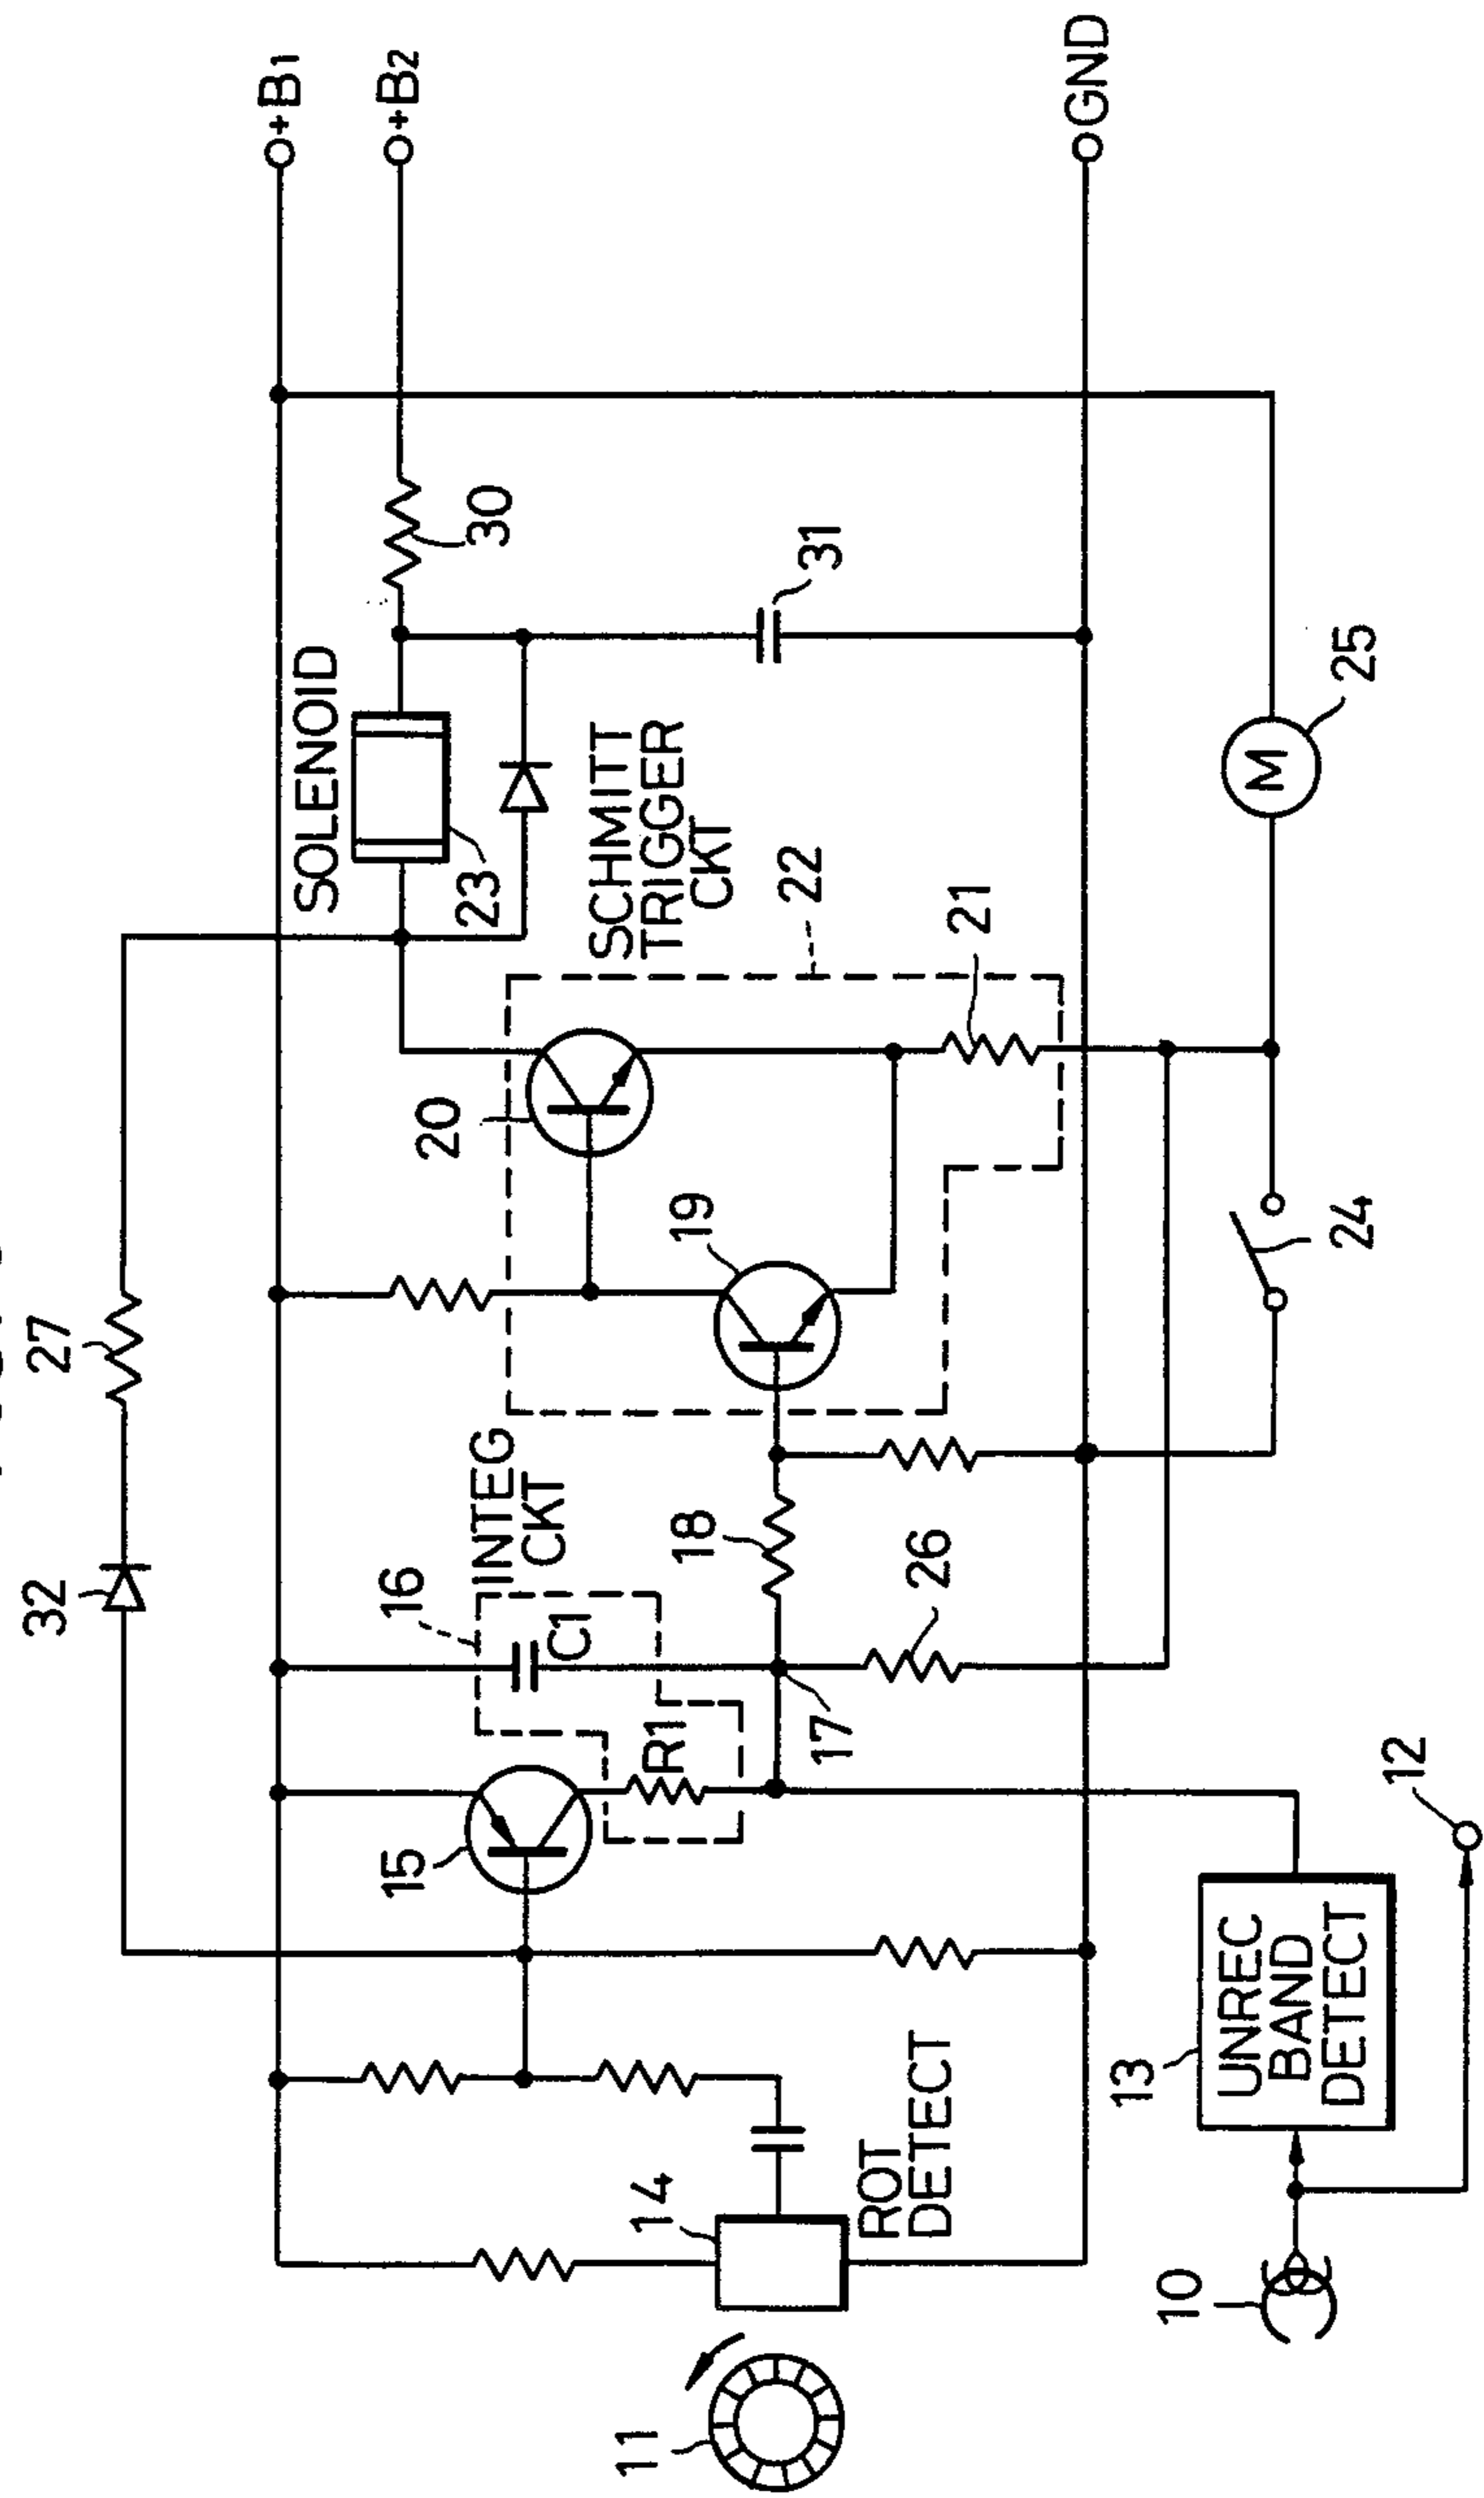 27
32
+B1
+B2
SOLENOID
23
30
31
20
SCHMITT
TRIGGER
CKT
22
19
21
16
INTEG
CKT
C1
18
26
15
R1
17
14
ROT
DETECT
11
GND
M
25
24
12
13
UNREC
BAND
DETECT
10